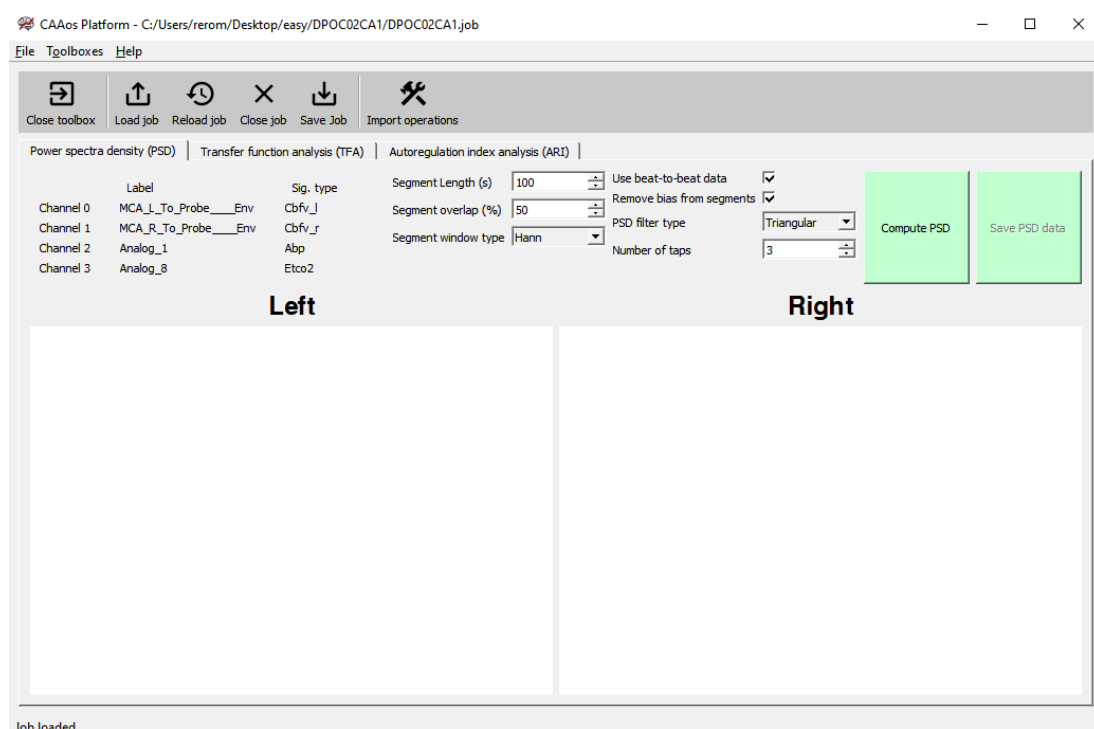 CAAos Platform - C:/Users/rerom/Desktop/easy/DPOC02CA1/DPOC02CA1.job
File Toolboxes Help
Close toolbox Load job Reload job Close job Save Job Import operations
Power spectra density (PSD) Transfer function analysis (TFA) Autoregulation index analysis (ARI)
Label Sig. type
Channel 0 MCA_L_To_Probe____Env Cbfv_l
Channel 1 MCA_R_To_Probe____Env Cbfv_r
Channel 2 Analog_1 Abp
Channel 3 Analog_8 Etco2
Segment Length (s) 100
Segment overlap (%) 50
Segment window type Hann
Use beat-to-beat data
Remove bias from segments
PSD filter type Triangular
Number of taps 3
Compute PSD
Save PSD data
Left Right
Job loaded